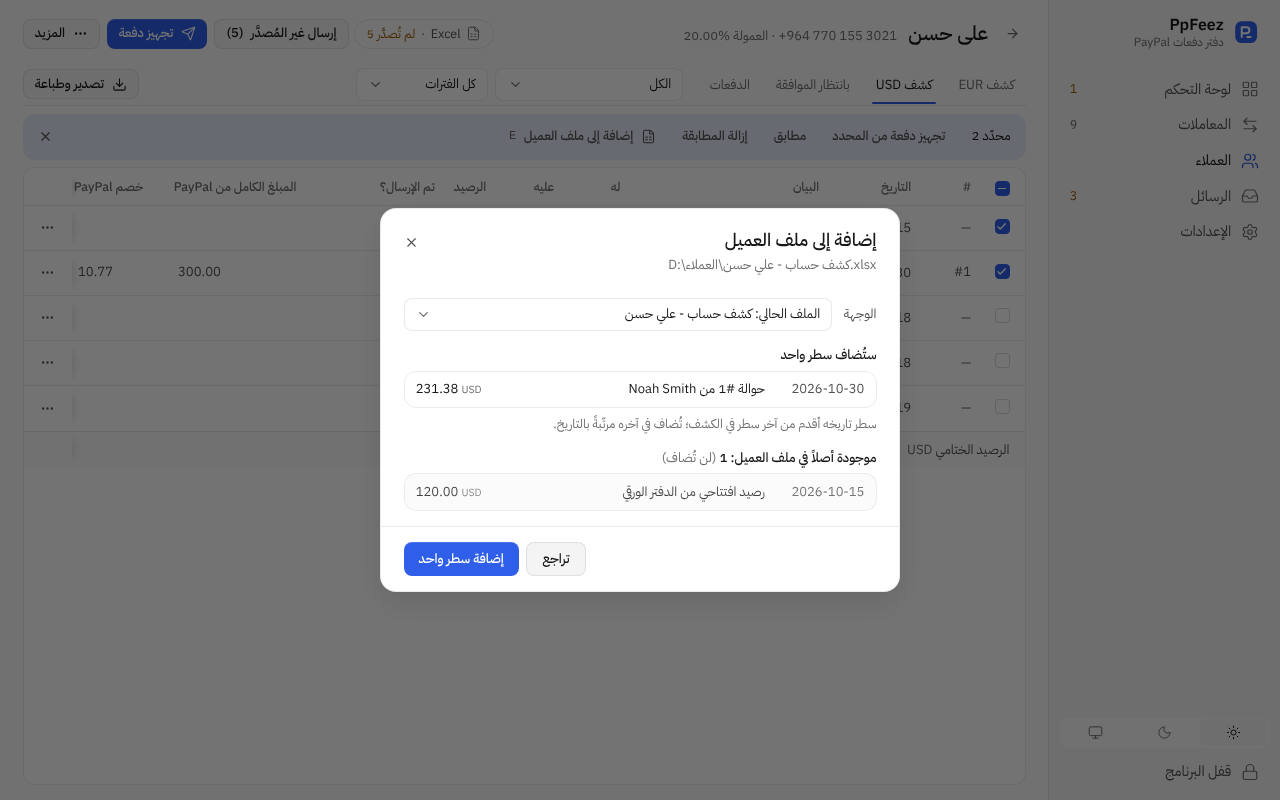 PpFeez
دفتر دفعات PayPal
لوحة التحكم 1
المعاملات 9
العملاء
الرسائل 3
الإعدادات
قفل البرنامج
علي حسن
+964 770 155 3021 · العمولة 20.00%
Excel · لم تُصدَّر 5
إرسال غير المُصدَّر (5)
تجهيز دفعة
المزيد
كشف EUR
كشف USD
بانتظار الموافقة
الدفعات
الكل
كل الفترات
تصدير وطباعة
محدّد 2
تجهيز دفعة من المحدد
مطابق
إزالة المطابقة
إضافة إلى ملف العميل E
# التاريخ البيان له عليه الرصيد تم الإرسال؟ المبلغ الكامل من PayPal خصم PayPal
— 15
#1 30 300.00 10.77
— 18
— 18
— 19
الرصيد الختامي USD
إضافة إلى ملف العميل
D:\العملاء\كشف حساب - علي حسن.xlsx
الوجهة
الملف الحالي: كشف حساب - علي حسن
ستُضاف سطر واحد
2026-10-30 حوالة #1 من Noah Smith 231.38 USD
سطر تاريخه أقدم من آخر سطر في الكشف؛ تُضاف في آخره مرتّبةً بالتاريخ.
موجودة أصلاً في ملف العميل: 1 (لن تُضاف)
2026-10-15 رصيد افتتاحي من الدفتر الورقي 120.00 USD
تراجع
إضافة سطر واحد